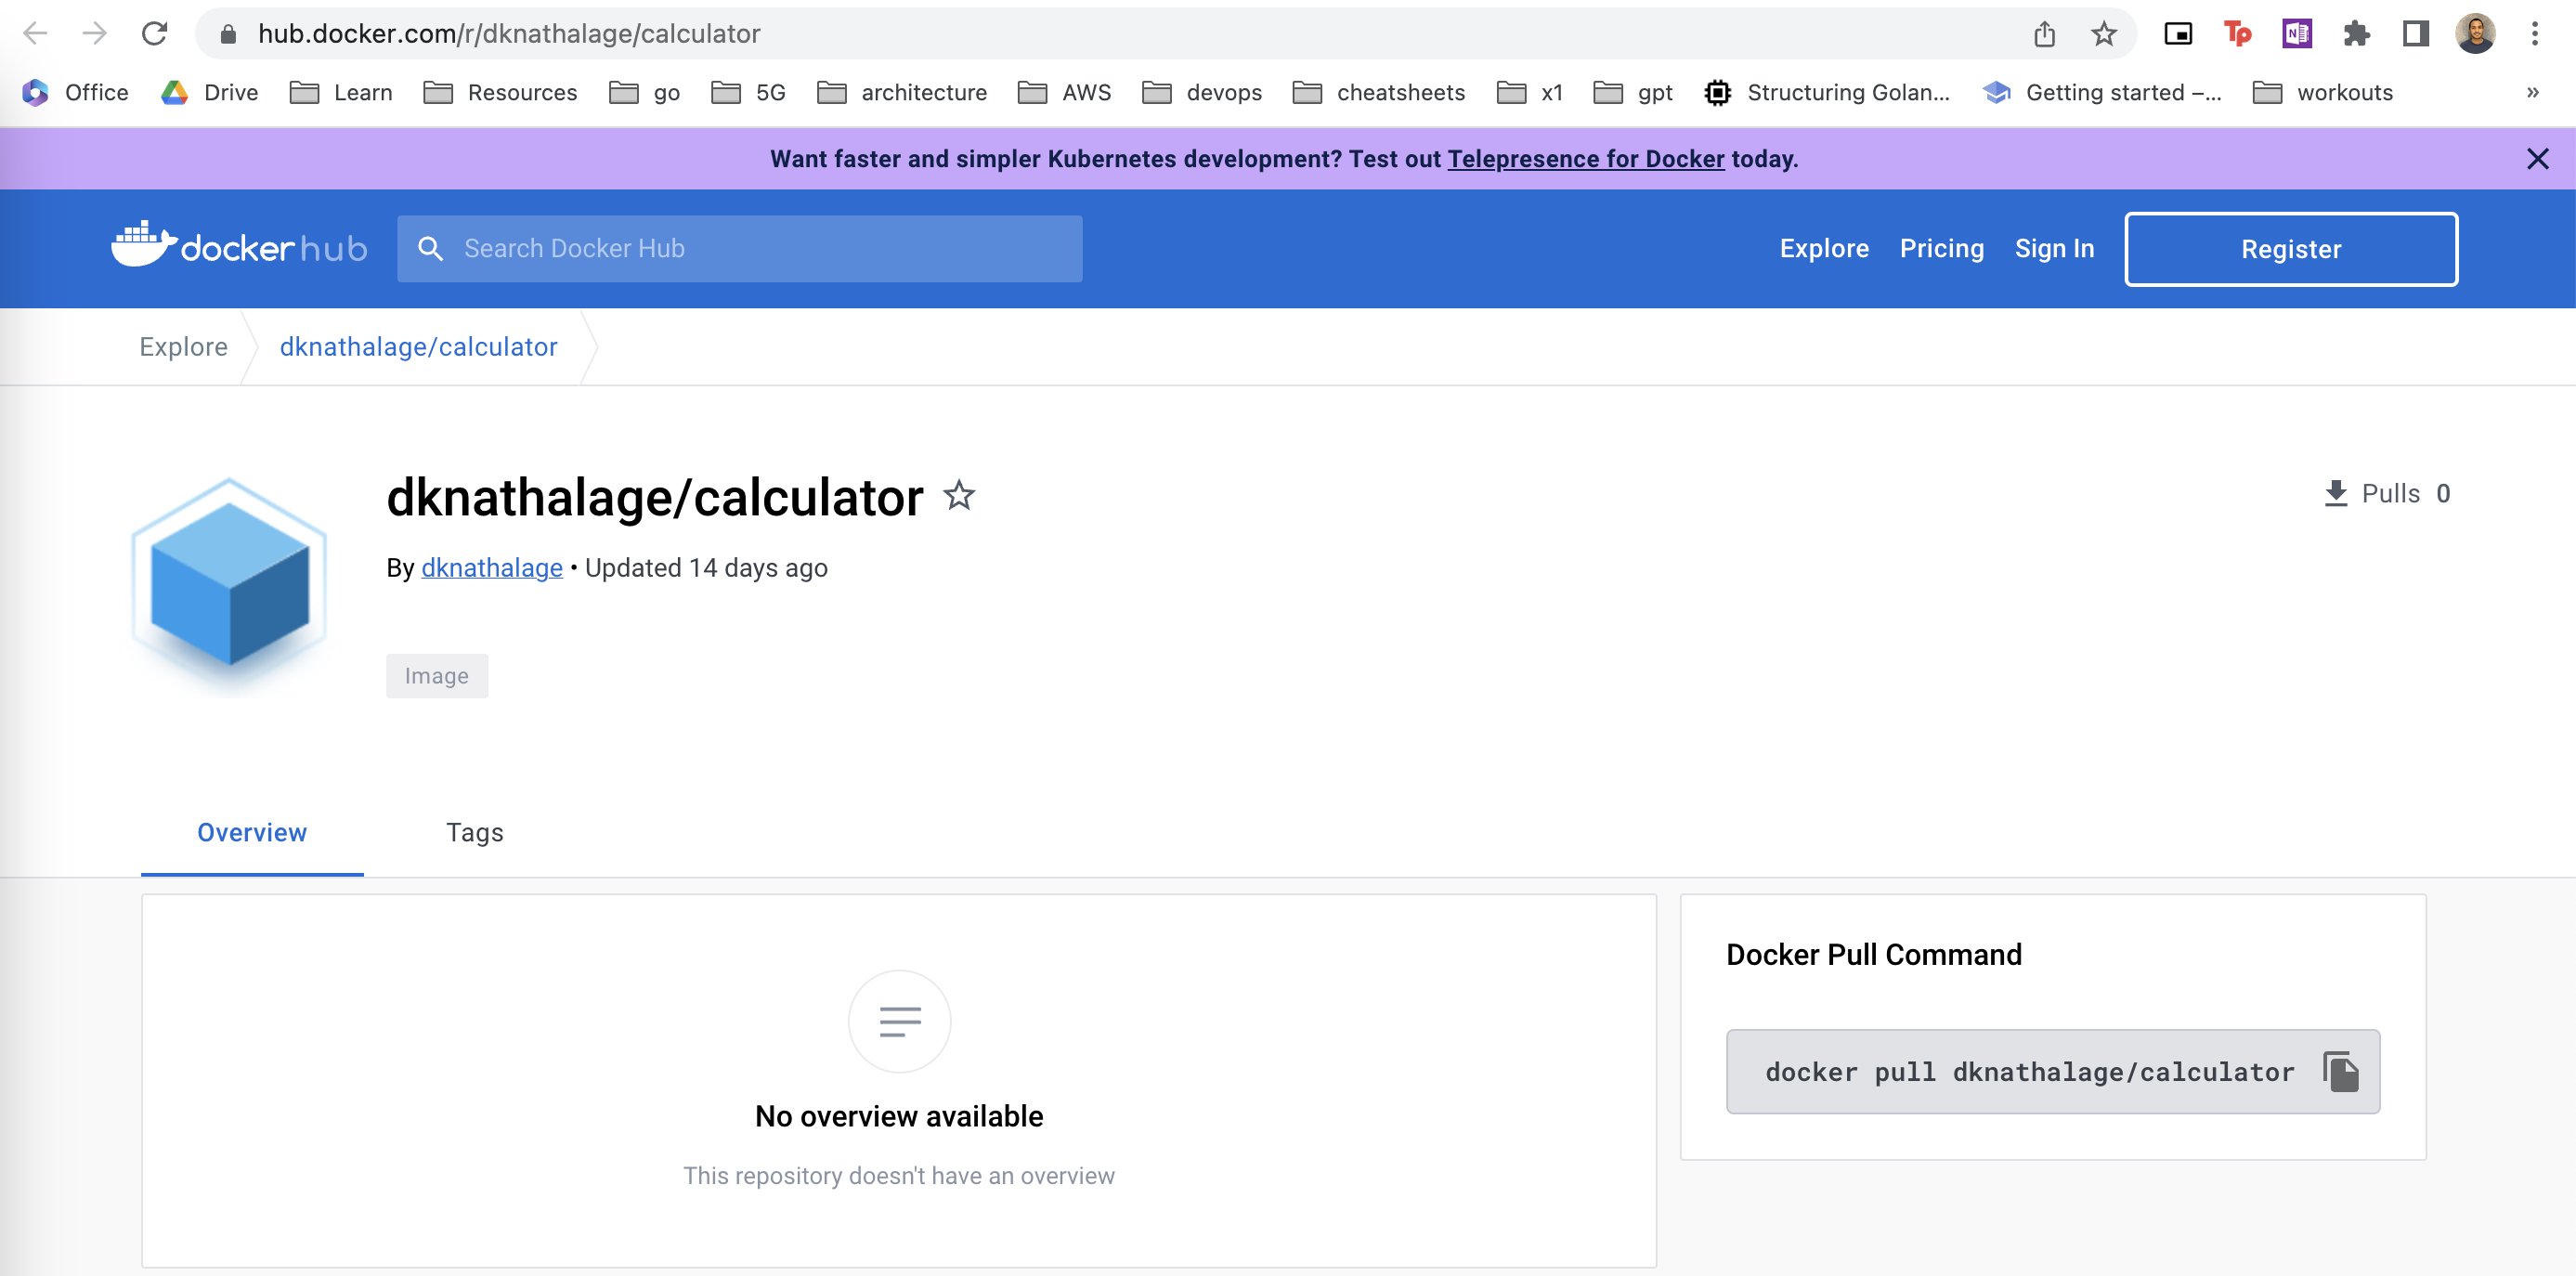 hub.docker.com/r/dknathalage/calculator
Tp
N
Office Drive Learn Resources go 5G architecture AWS devops cheatsheets x1 gpt Structuring Golan... Getting started –... workouts »
Want faster and simpler Kubernetes development? Test out Telepresence for Docker today.
dockerhub Search Docker Hub Explore Pricing Sign In Register
Explore dknathalage/calculator
dknathalage/calculator Pulls 0
By dknathalage • Updated 14 days ago
Image
Overview Tags
Docker Pull Command
docker pull dknathalage/calculator
No overview available
This repository doesn't have an overview